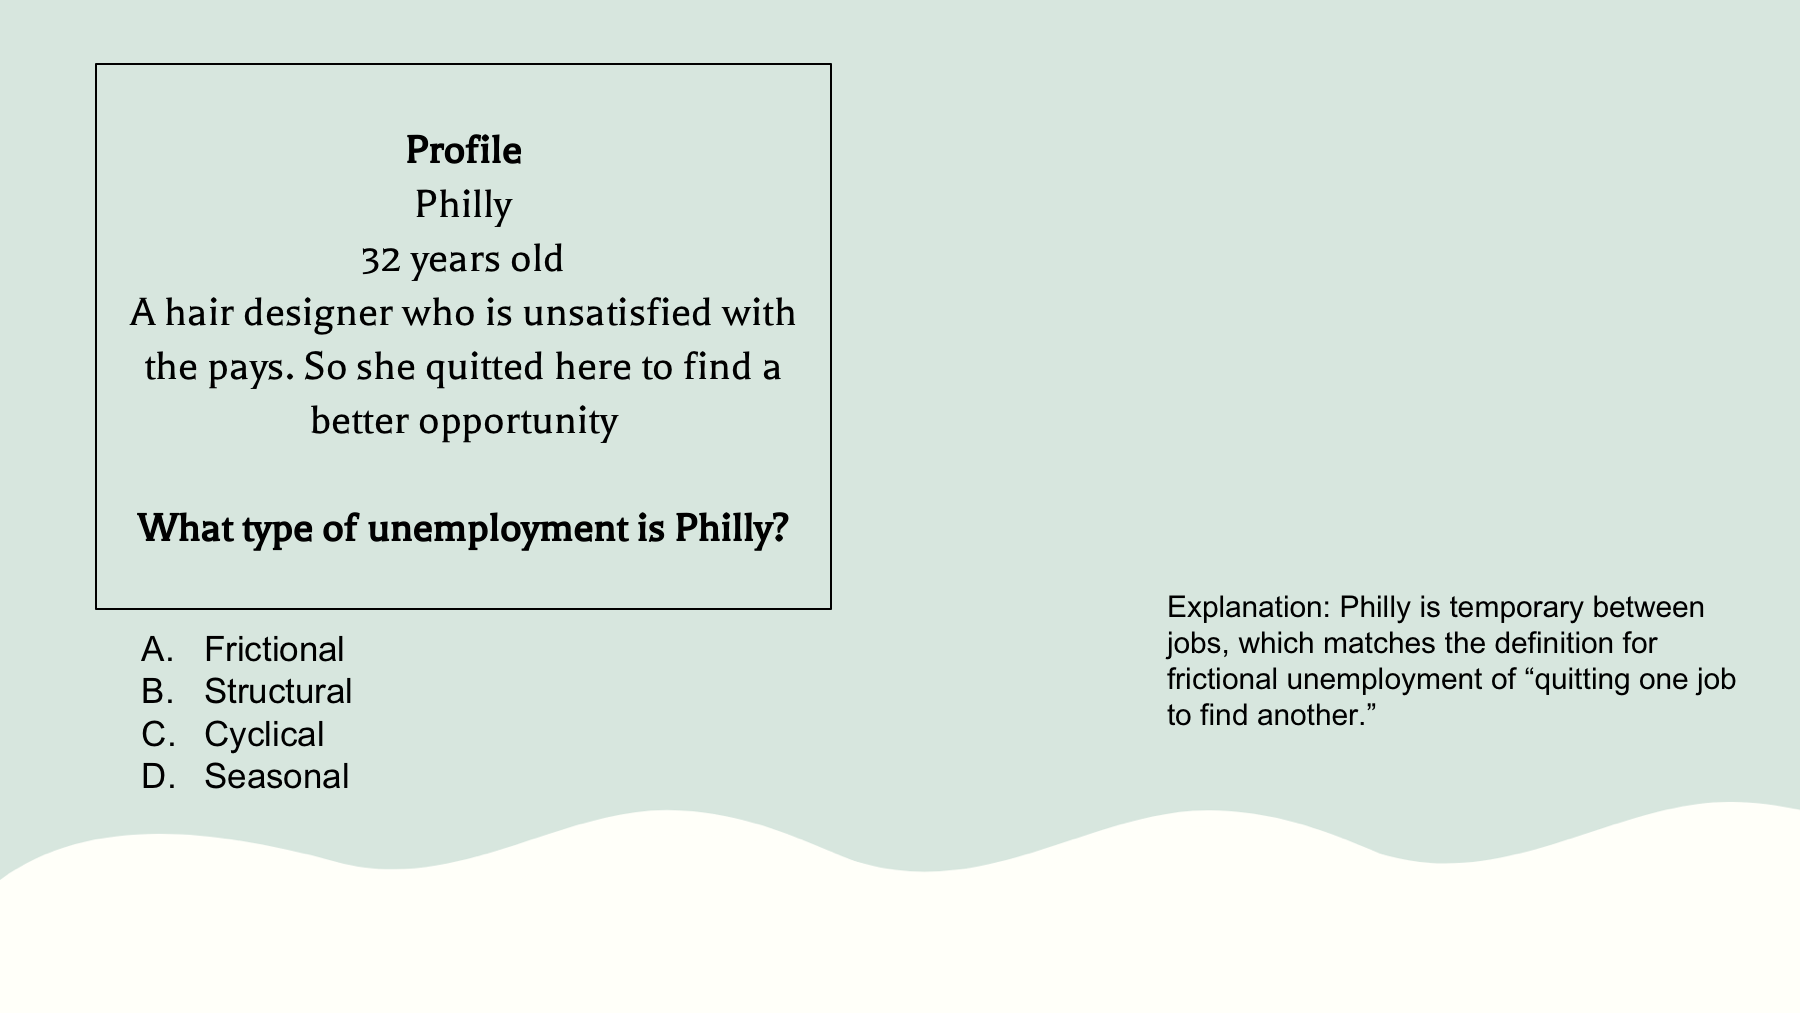 Profile
Philly
32 years old
A hair designer who is unsatisfied with
the pays. So she quitted here to find a
better opportunity
What type of unemployment is Philly?
A. Frictional
B. Structural
C. Cyclical
D. Seasonal
Explanation: Philly is temporary between
jobs, which matches the definition for
frictional unemployment of “quitting one job
to find another.”